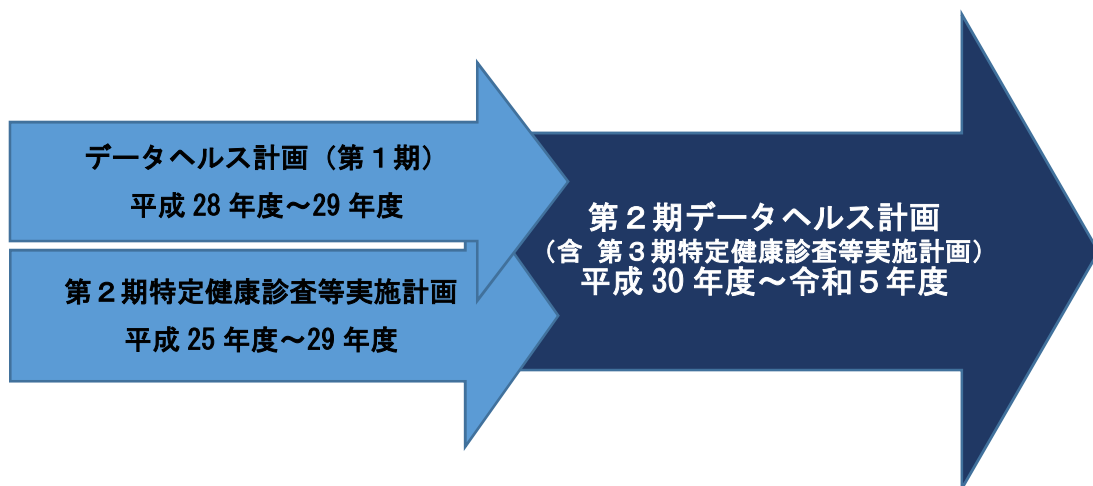 データヘルス計画（第１期）
平成 28 年度～29 年度
第２期特定健康診査等実施計画
平成 25 年度～29 年度
第２期データヘルス計画
（含 第３期特定健康診査等実施計画）
平成 30 年度～令和５年度